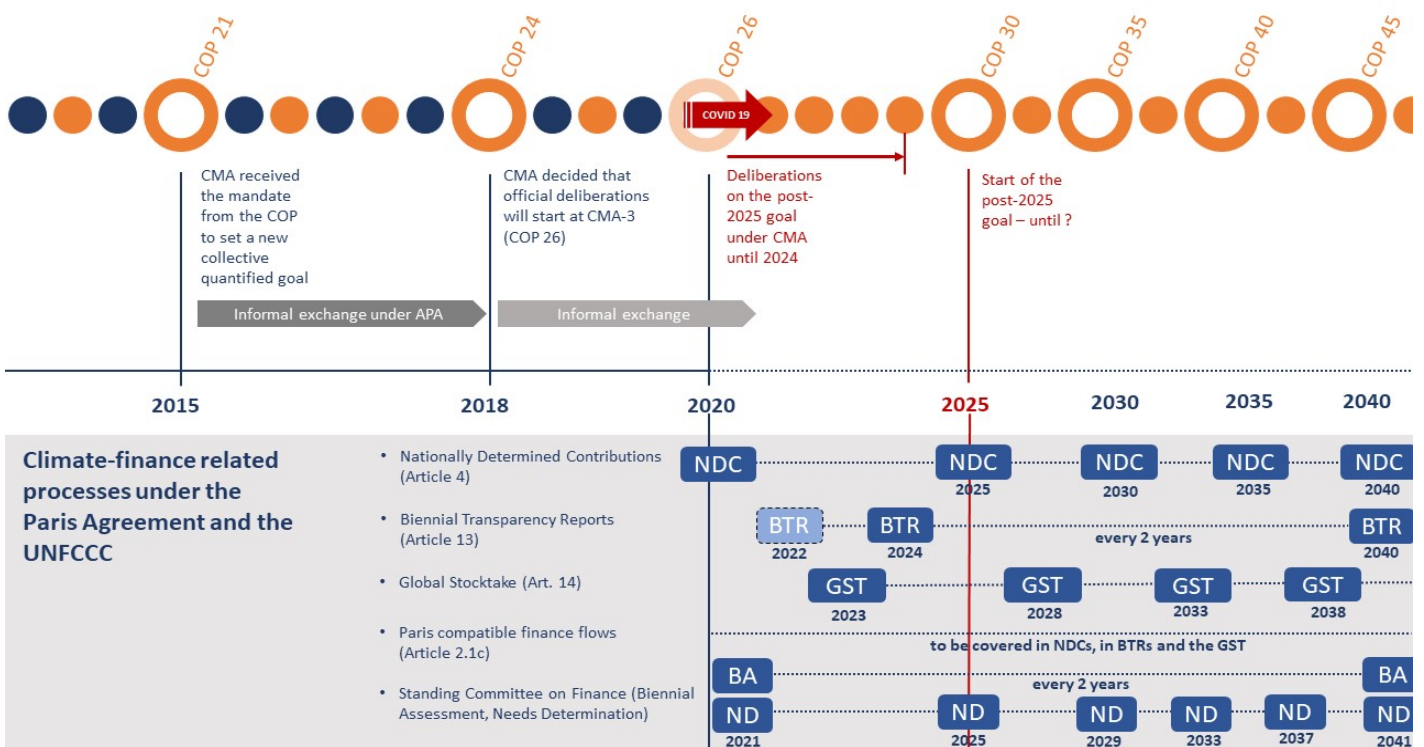 COP 21
COP 24
COP 26
COP 30
COP 35
COP 40
COP 45
COVID 19
CMA received
the mandate
from the COP
to set a new
collective
quantified goal
CMA decided that
official deliberations
will start at CMA-3
(COP 26)
Deliberations
on the post-
2025 goal
under CMA
until 2024
Start of the
post-2025
goal – until ?
Informal exchange under APA
Informal exchange
2015
2018
2020
2025
2030
2035
2040
Climate-finance related
processes under the
Paris Agreement and the
UNFCCC
• Nationally Determined Contributions
(Article 4)
NDC
NDC
2025
NDC
2030
NDC
2035
NDC
2040
• Biennial Transparency Reports
(Article 13)
BTR
2022
BTR
2024
every 2 years
BTR
2040
• Global Stocktake (Art. 14)
GST
2023
GST
2028
GST
2033
GST
2038
• Paris compatible finance flows
(Article 2.1c)
to be covered in NDCs, in BTRs and the GST
• Standing Committee on Finance (Biennial
Assessment, Needs Determination)
BA
every 2 years
BA
ND
2021
ND
2025
ND
2029
ND
2033
ND
2037
ND
2041